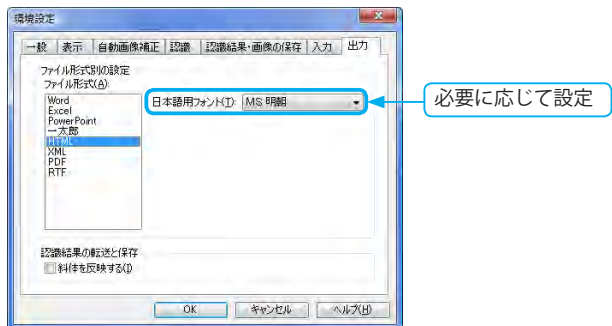 環境設定
一般 表示 自動画像補正 認識 認識結果・画像の保存 入力 出力
ファイル形式別の設定
ファイル形式(A):
Word
Excel
PowerPoint
一太郎
HTML
XML
PDF
RTF
日本語用フォント(T): MS 明朝
必要に応じて設定
認識結果の転送と保存
斜体を反映する(I)
OK キャンセル ヘルプ(H)